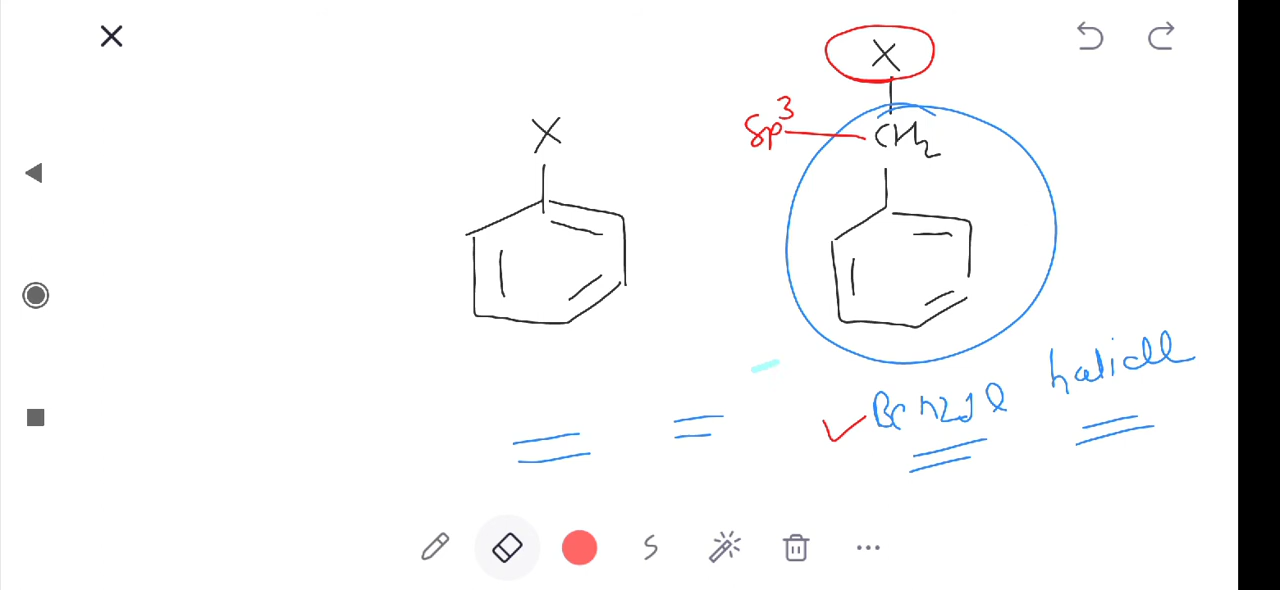 X
X
Sp³
CH₂
Benzyl halide